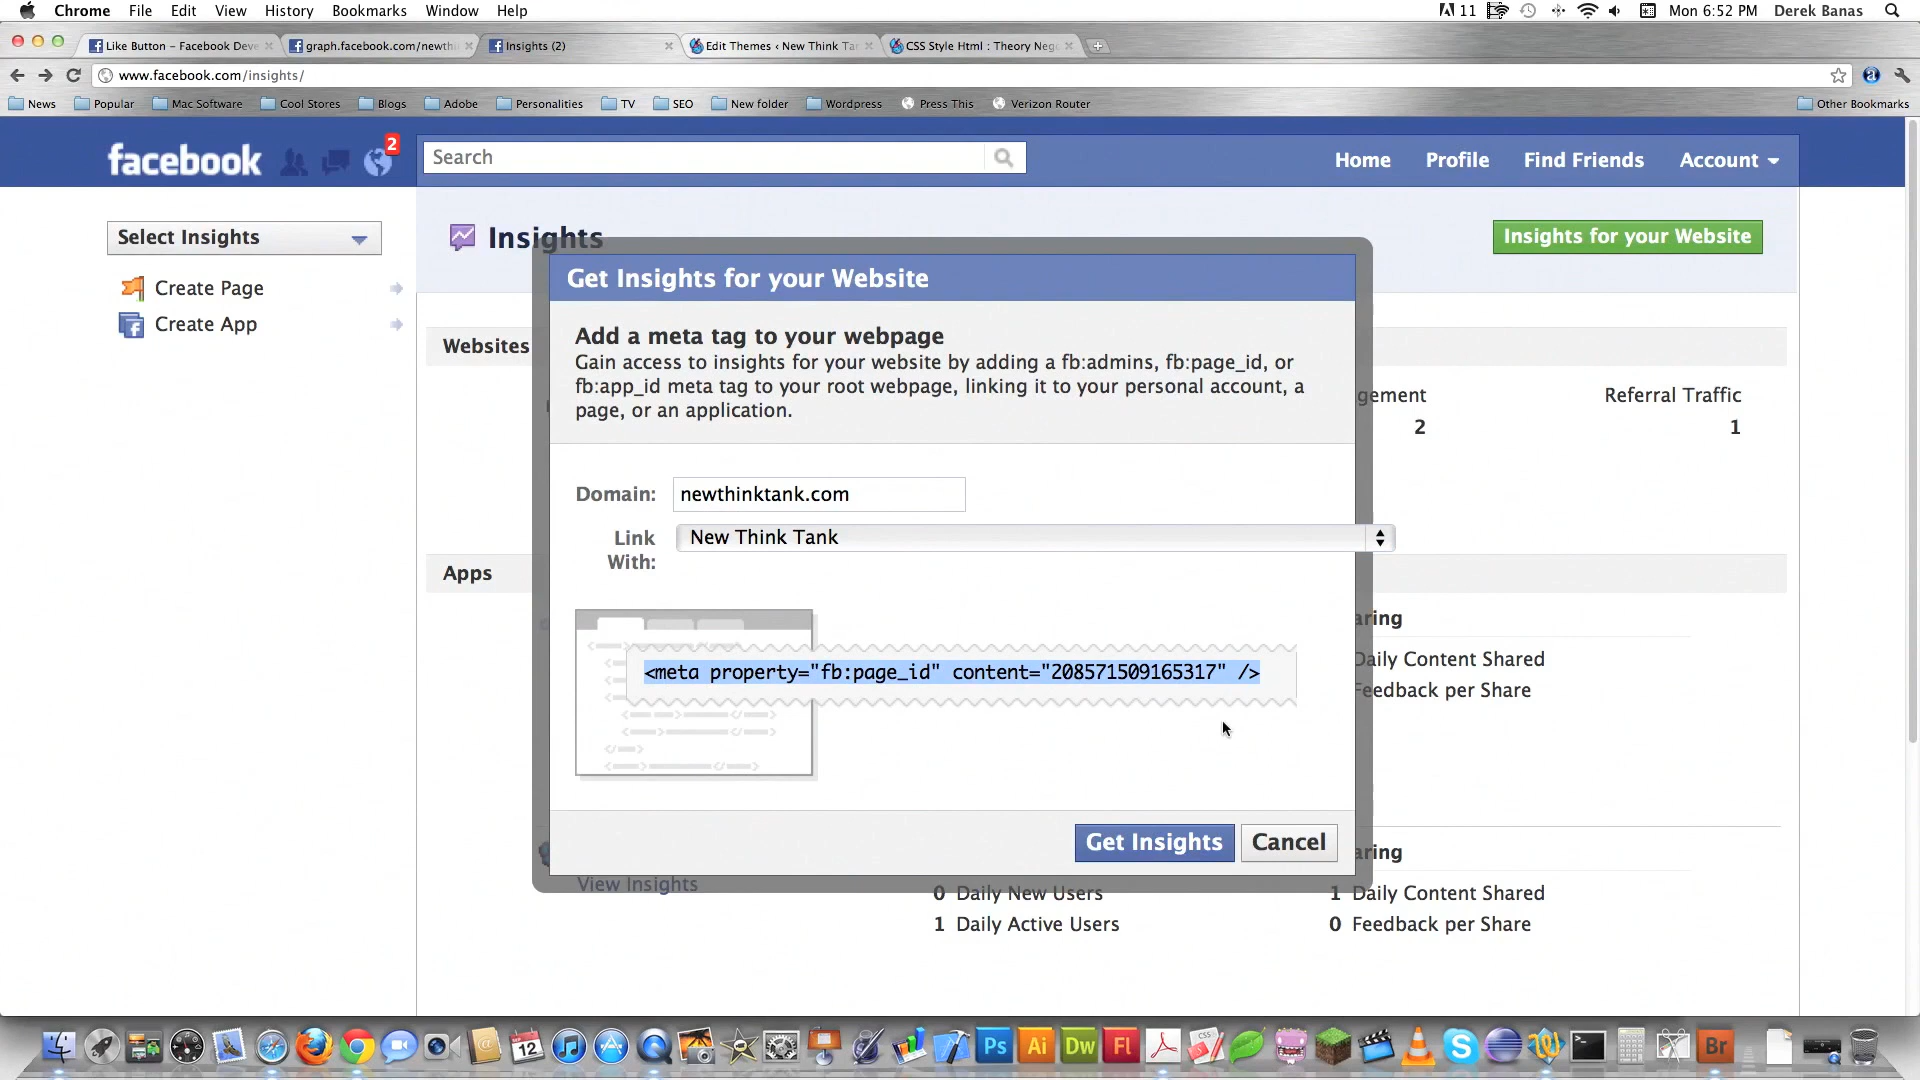 Chrome File Edit View History Bookmarks Window Help
11 Mon 6:52 PM Derek Banas
Like Button – Facebook Deve
graph.facebook.com/newthi
Insights (2)
Edit Themes ‹ New Think Ta
CSS Style Html : Theory Neg
www.facebook.com/insights/
News Popular Mac Software Cool Stores Blogs Adobe Personalities TV SEO New folder Wordpress Press This Verizon Router Other Bookmarks
facebook
2
Search
Home Profile Find Friends Account
Select Insights
Create Page
Create App
Insights
Insights for your Website
Websites
Get Insights for your Website
Add a meta tag to your webpage
Gain access to insights for your website by adding a fb:admins, fb:page_id, or
fb:app_id meta tag to your root webpage, linking it to your personal account, a
page, or an application.
gement
Referral Traffic
2
1
Domain: newthinktank.com
Link
With:
New Think Tank
Apps
<meta property="fb:page_id" content="208571509165317" />
aring
Daily Content Shared
Feedback per Share
Get Insights Cancel
aring
View Insights
0 Daily New Users
1 Daily Content Shared
1 Daily Active Users
0 Feedback per Share
12
Ps
Ai
Dw
Fl
CSS
Br